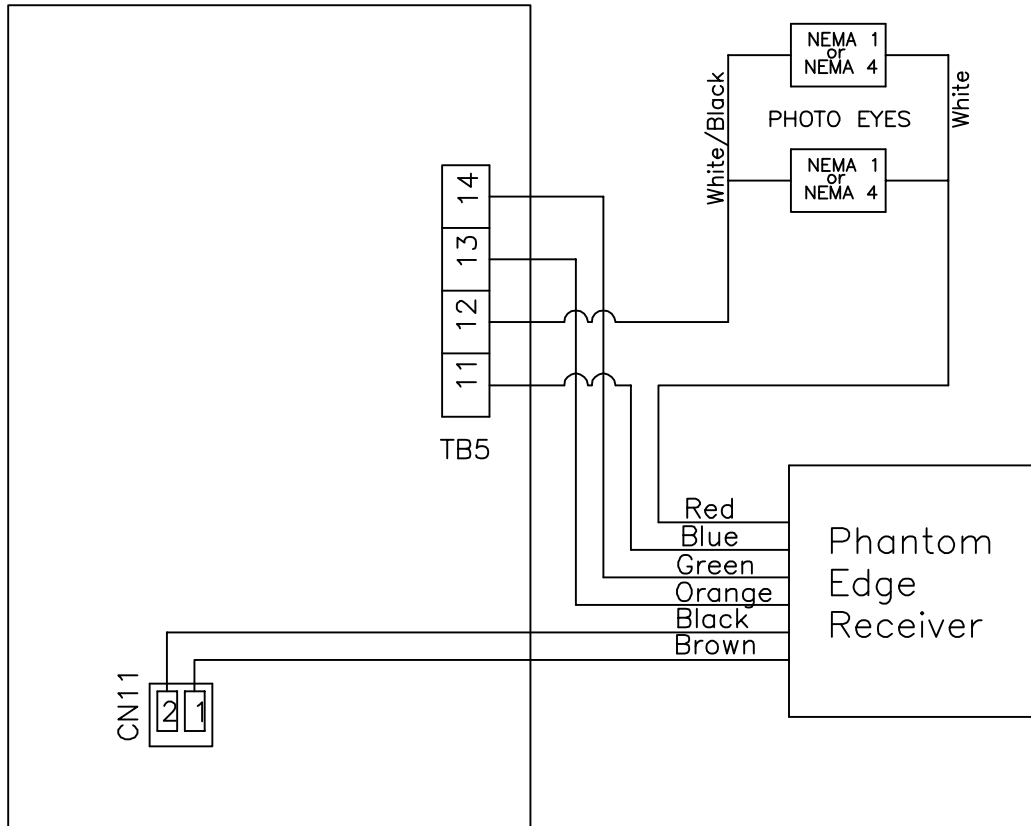 NEMA 1
or
NEMA 4
White/Black
White
PHOTO EYES
NEMA 1
or
NEMA 4
14
13
12
11
TB5
Red
Blue
Green
Orange
Black
Brown
Phantom
Edge
Receiver
CN11
2 1